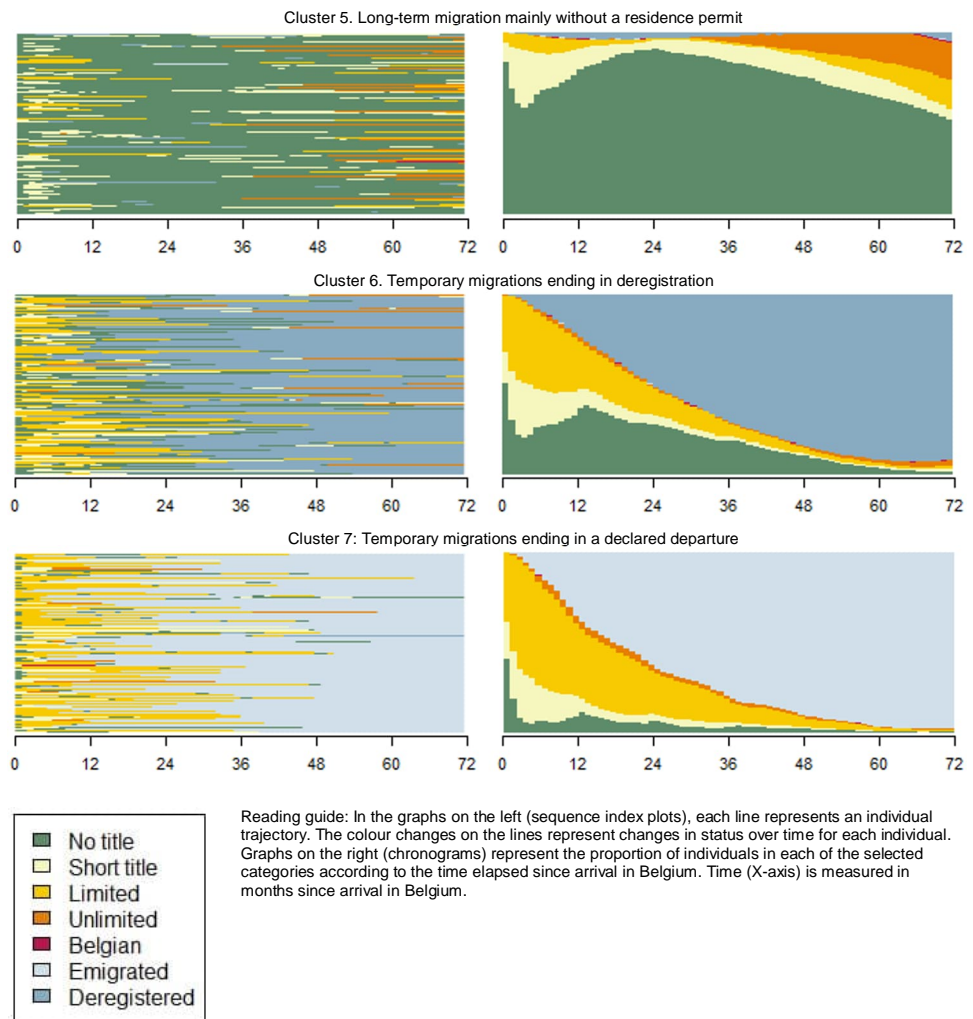 Cluster 5. Long-term migration mainly without a residence permit
0 12 24 36 48 60 72 0 12 24 36 48 60 72
Cluster 6. Temporary migrations ending in deregistration
0 12 24 36 48 60 72 0 12 24 36 48 60 72
Cluster 7: Temporary migrations ending in a declared departure
0 12 24 36 48 60 72 0 12 24 36 48 60 72
No title
Short title
Limited
Unlimited
Belgian
Emigrated
Deregistered
Reading guide: In the graphs on the left (sequence index plots), each line represents an individual
trajectory. The colour changes on the lines represent changes in status over time for each individual.
Graphs on the right (chronograms) represent the proportion of individuals in each of the selected
categories according to the time elapsed since arrival in Belgium. Time (X-axis) is measured in
months since arrival in Belgium.